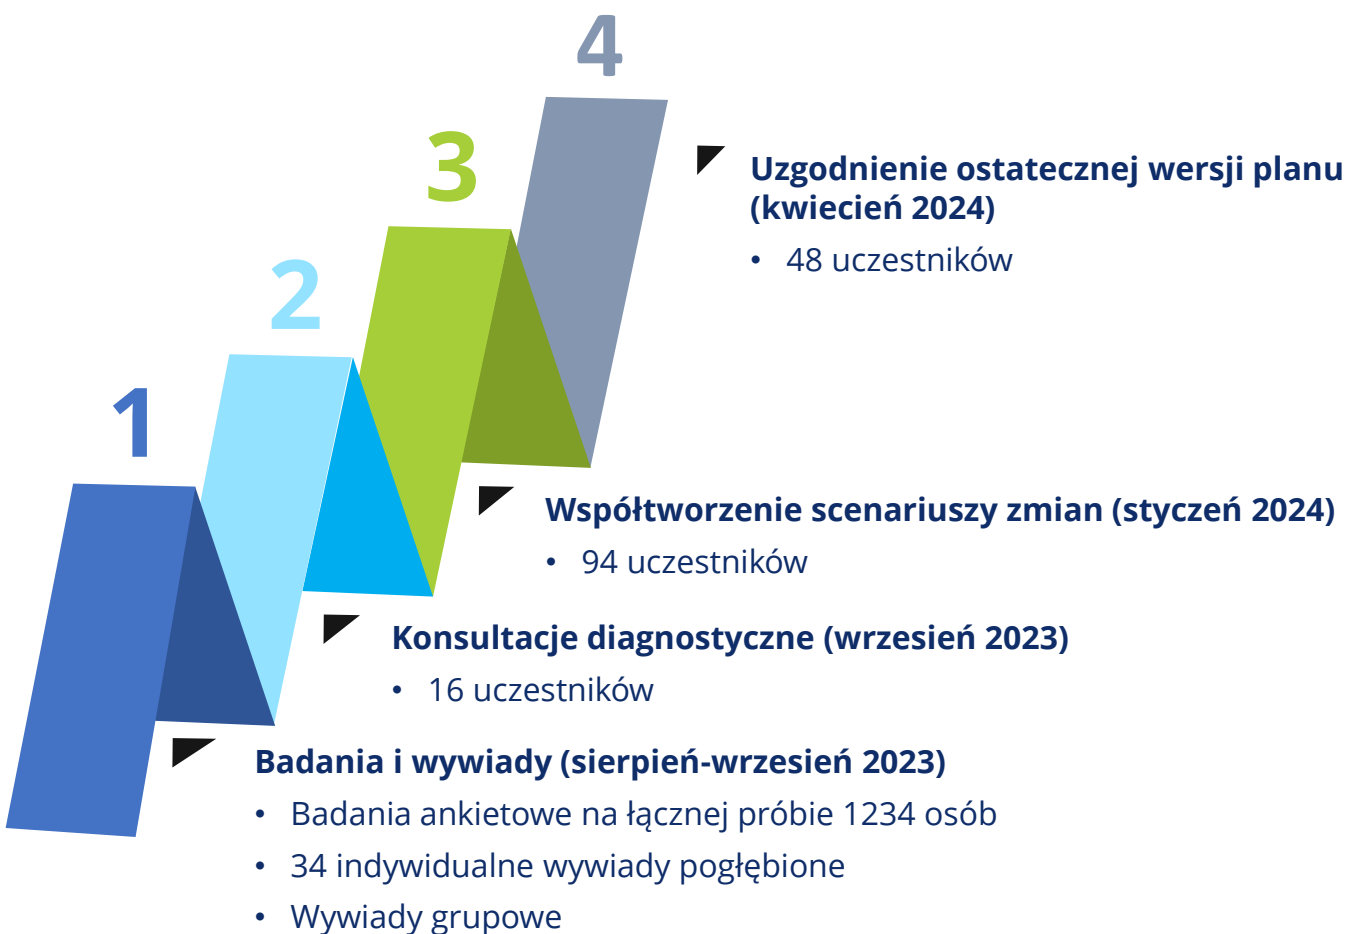 4
Uzgodnienie ostatecznej wersji planu
(kwiecień 2024)
• 48 uczestników
3
2
1
Współtworzenie scenariuszy zmian (styczeń 2024)
• 94 uczestników
Konsultacje diagnostyczne (wrzesień 2023)
• 16 uczestników
Badania i wywiady (sierpień-wrzesień 2023)
• Badania ankietowe na łącznej próbie 1234 osób
• 34 indywidualne wywiady pogłębione
• Wywiady grupowe